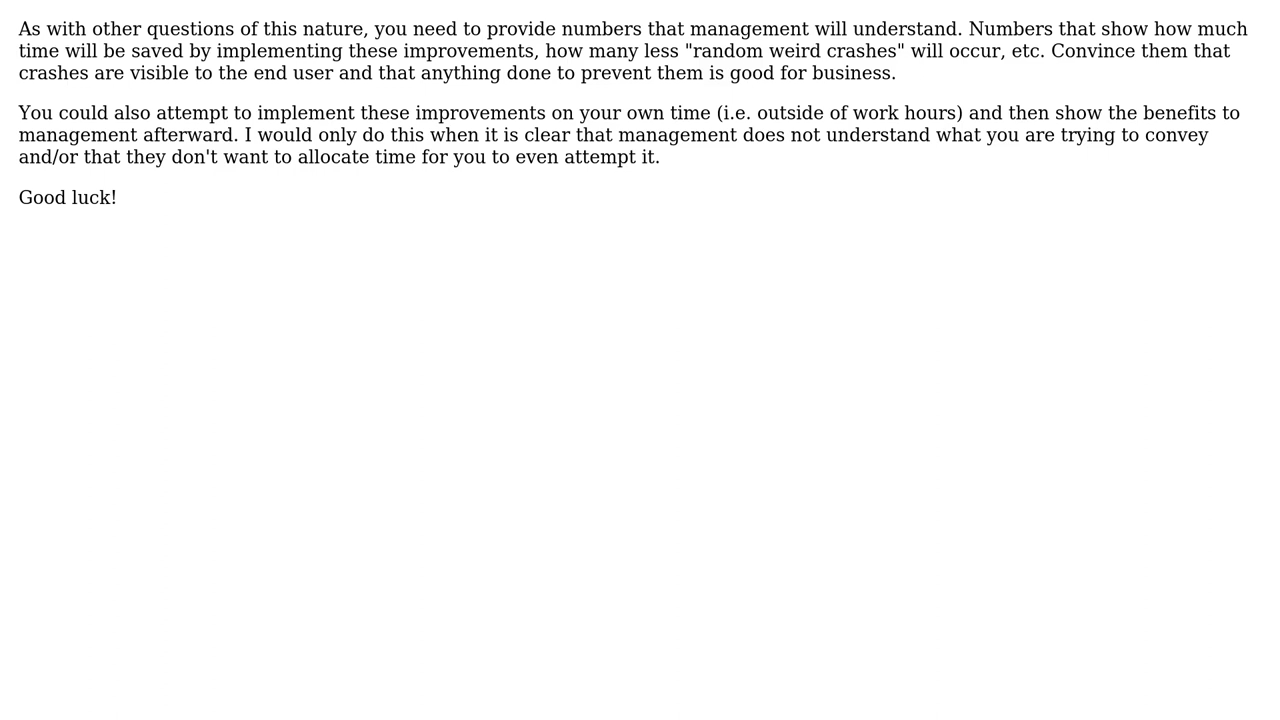 As with other questions of this nature, you need to provide numbers that management will understand. Numbers that show how much
time will be saved by implementing these improvements, how many less "random weird crashes" will occur, etc. Convince them that
crashes are visible to the end user and that anything done to prevent them is good for business.
You could also attempt to implement these improvements on your own time (i.e. outside of work hours) and then show the benefits to
management afterward. I would only do this when it is clear that management does not understand what you are trying to convey
and/or that they don't want to allocate time for you to even attempt it.
Good luck!